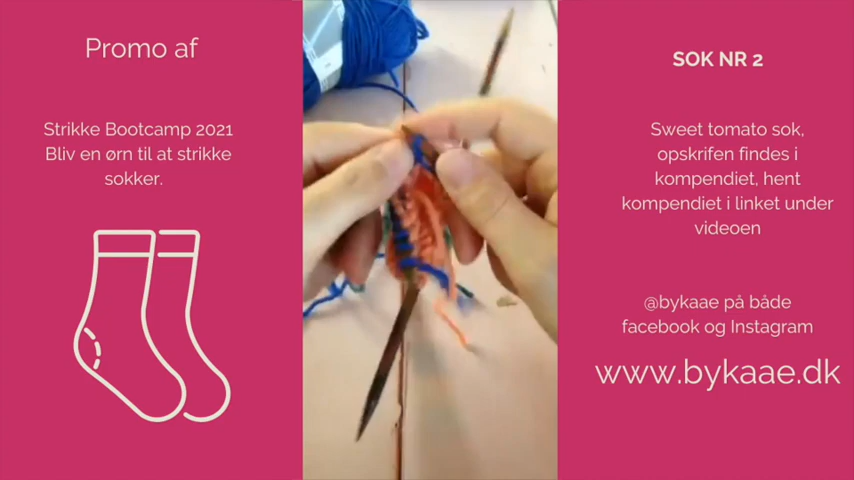 Promo af
Strikke Bootcamp 2021
Bliv en ørn til at strikke
sokker.
SOK NR 2
Sweet tomato sok,
opskrifen findes i
kompendiet, hent
kompendiet i linket under
videoen
@bykaae på både
facebook og Instagram
www.bykaae.dk